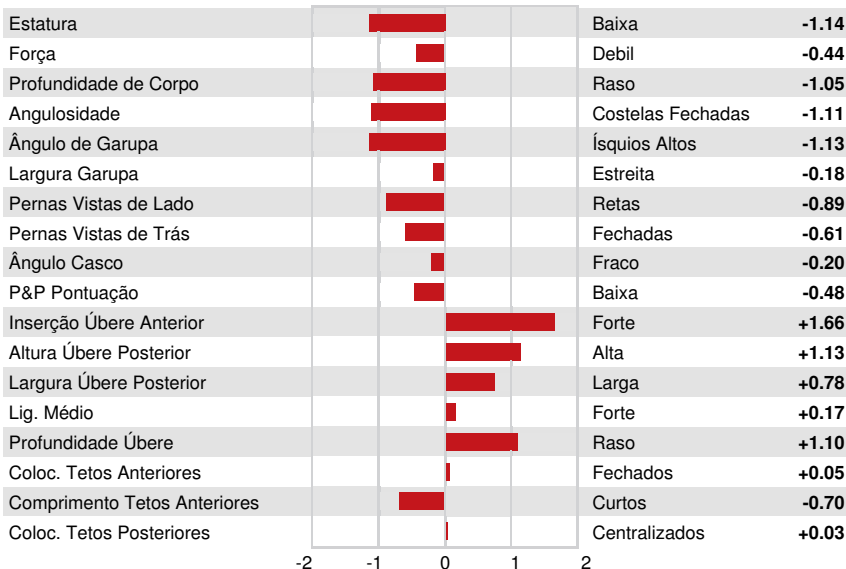 Estatura Baixa -1.14
Força Debil -0.44
Profundidade de Corpo Raso -1.05
Angulosidade Costelas Fechadas -1.11
Ângulo de Garupa Ísquios Altos -1.13
Largura Garupa Estreita -0.18
Pernas Vistas de Lado Retas -0.89
Pernas Vistas de Trás Fechadas -0.61
Ângulo Casco Fraco -0.20
P&P Pontuação Baixa -0.48
Inserção Úbere Anterior Forte +1.66
Altura Úbere Posterior Alta +1.13
Largura Úbere Posterior Larga +0.78
Lig. Médio Forte +0.17
Profundidade Úbere Raso +1.10
Coloc. Tetos Anteriores Fechados +0.05
Comprimento Tetos Anteriores Curtos -0.70
Coloc. Tetos Posteriores Centralizados +0.03
-2 -1 0 1 2